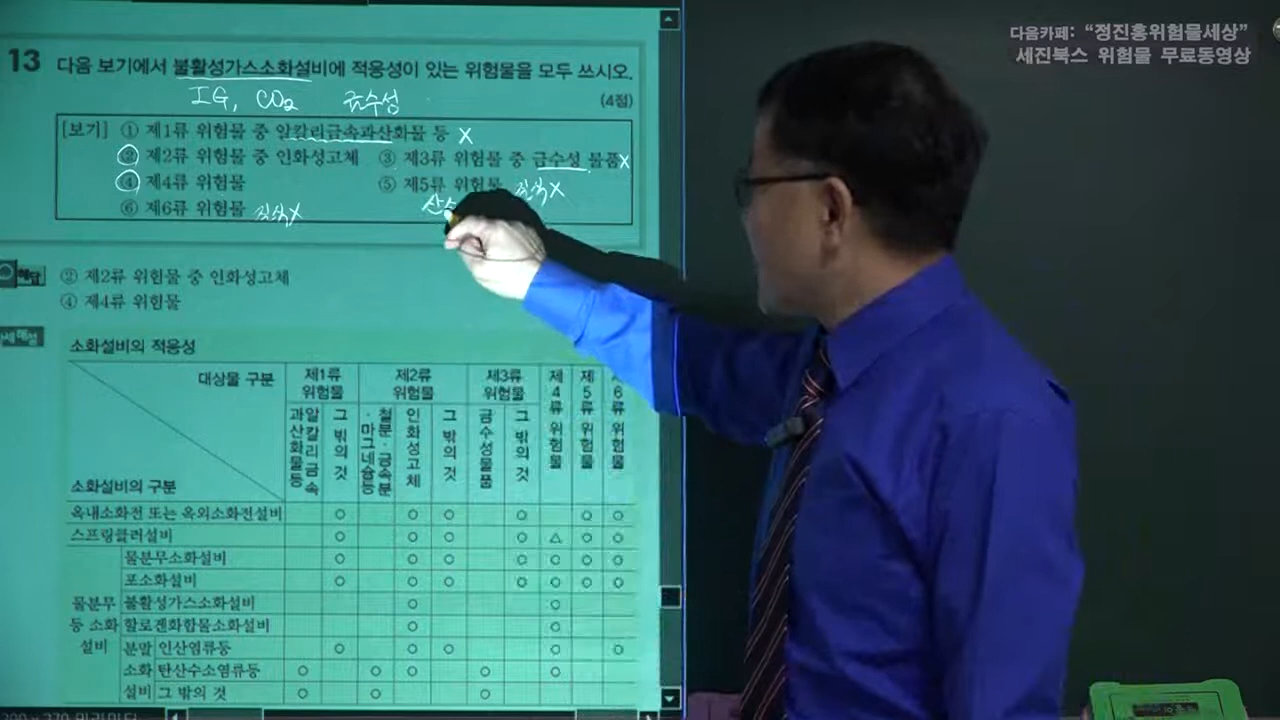 다음카페: “정진홍위험물세상”
세진북스 위험물 무료동영상
13 다음 보기에서 불활성가스소화설비에 적응성이 있는 위험물을 모두 쓰시오.
(4점)
IG, CO2 금수성
[보기] ① 제1류 위험물 중 알칼리금속과산화물 등 X
② 제2류 위험물 중 인화성고체 ③ 제3류 위험물 중 금수성 물품 X
④ 제4류 위험물 ⑤ 제5류 위험물 질식X
⑥ 제6류 위험물 질식X
해답 ② 제2류 위험물 중 인화성고체
④ 제4류 위험물
소화설비의 적응성
대상물 구분 제1류 위험물 제2류 위험물 제3류 위험물 제4류 위험물 제5류 위험물 제6류 위험물
소화설비의 구분 알칼리금속과산화물등 그 밖의 것 철분·금속분·마그네슘등 인화성고체 그 밖의 것 금수성물품 그 밖의 것
옥내소화전 또는 옥외소화전설비 ○ ○ ○ ○ ○ ○
스프링클러설비 ○ ○ ○ ○ △ ○ ○
물분무등 소화설비
물분무소화설비 ○ ○ ○ ○ ○ ○ ○
포소화설비 ○ ○ ○ ○ ○ ○ ○
불활성가스소화설비 ○ ○
할로젠화합물소화설비 ○ ○
분말소화설비
인산염류등 ○ ○ ○ ○ ○
탄산수소염류등 ○ ○ ○ ○ ○
그 밖의 것 ○ ○ ○